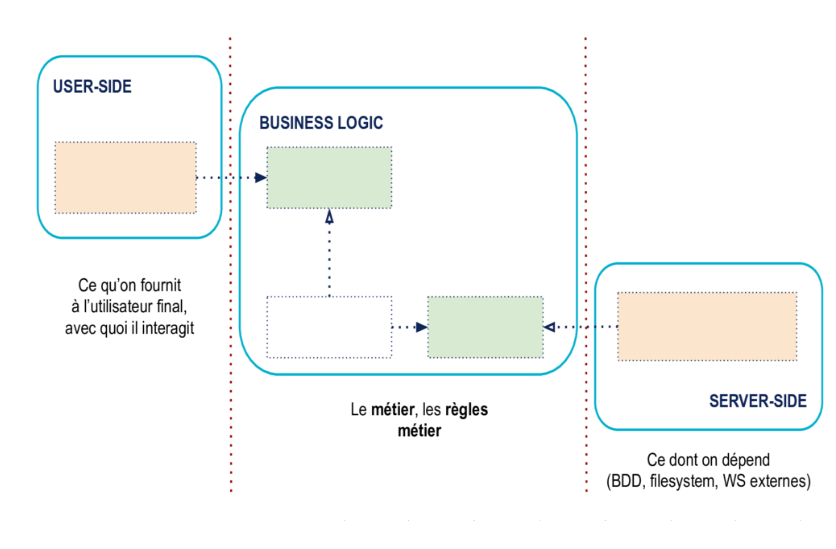 USER-SIDE
BUSINESS LOGIC
Ce qu'on fournit
à l'utilisateur final,
avec quoi il interagit
Le métier, les règles
métier
SERVER-SIDE
Ce dont on dépend
(BDD, filesystem, WS externes)